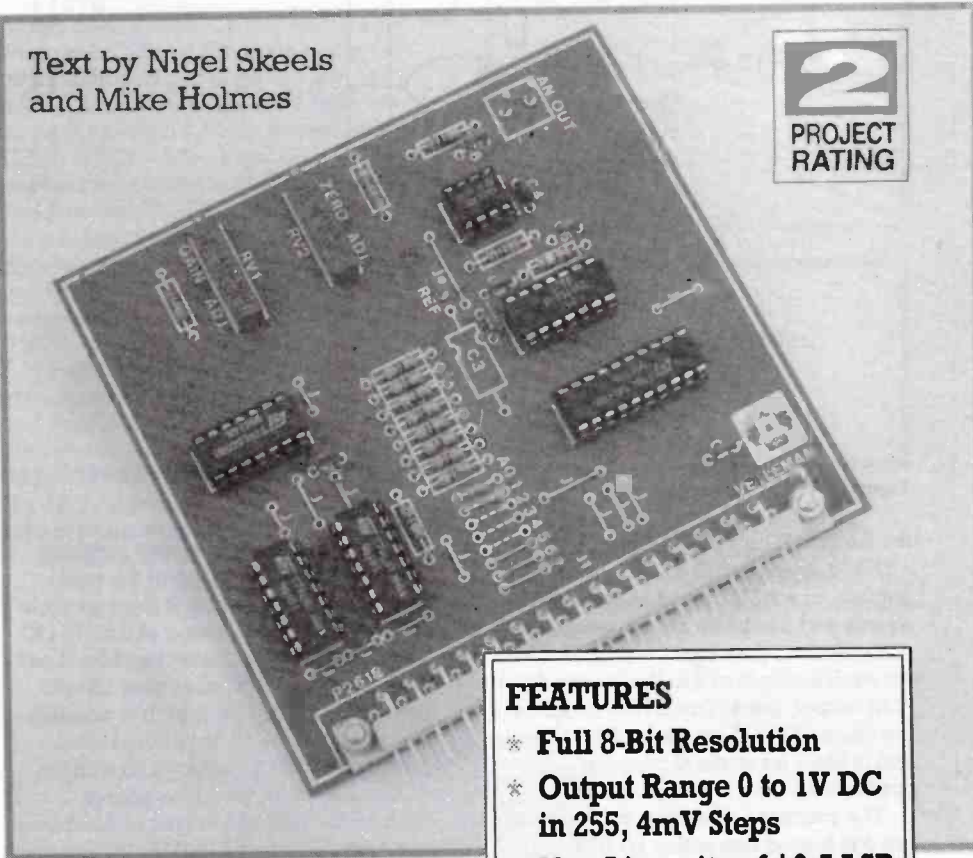 Text by Nigel Skeels
and Mike Holmes
2
PROJECT
RATING
AN OUT
ZERO ADJ.
RV2
RV1
GAIN ADJ
REF
C3
C4
J
VELLEMAN
P2618
FEATURES
* Full 8-Bit Resolution
* Output Range 0 to 1V DC
in 255, 4mV Steps